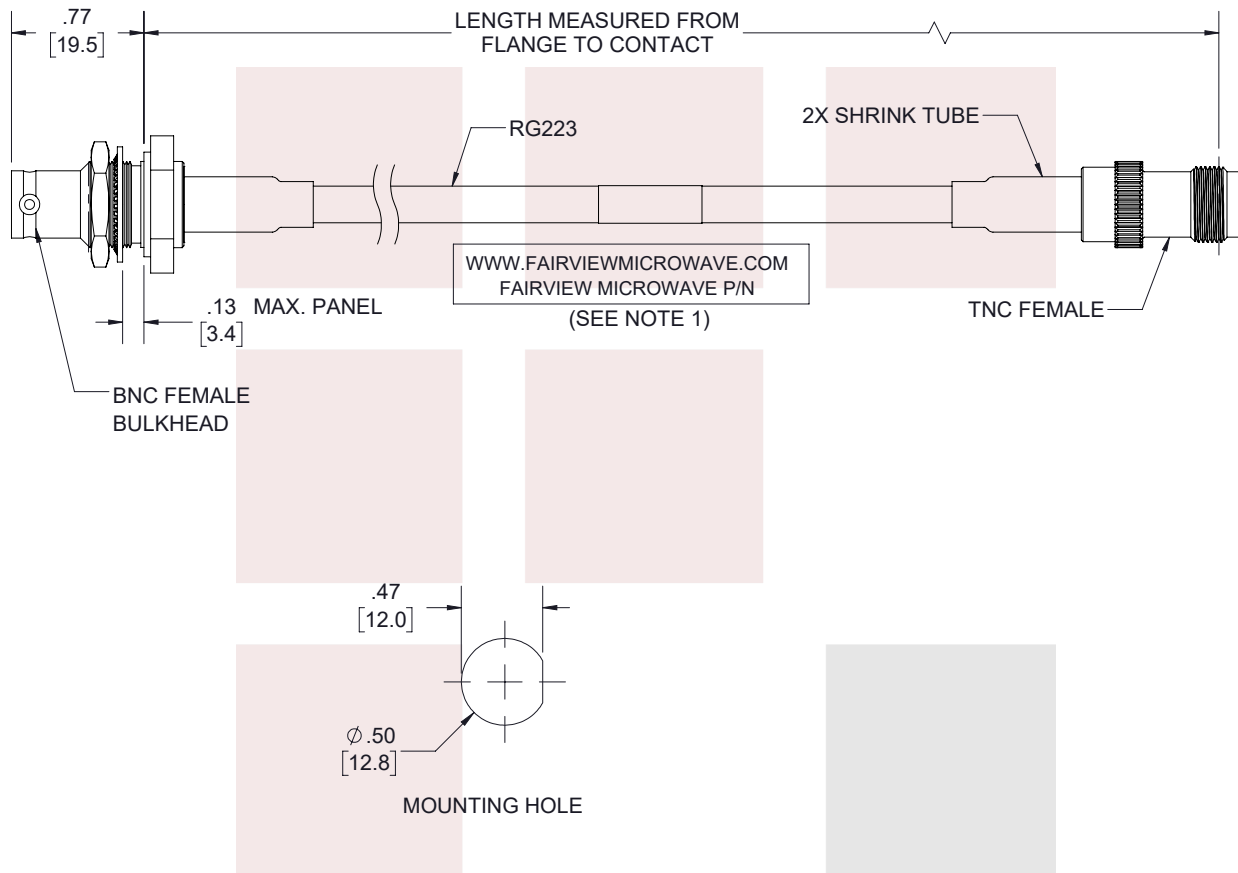 .77
[19.5]
LENGTH MEASURED FROM
FLANGE TO CONTACT
RG223
2X SHRINK TUBE
WWW.FAIRVIEWMICROWAVE.COM
FAIRVIEW MICROWAVE P/N
(SEE NOTE 1)
.13 MAX. PANEL
[3.4]
TNC FEMALE
BNC FEMALE
BULKHEAD
.47
[12.0]
∅.50
[12.8]
MOUNTING HOLE